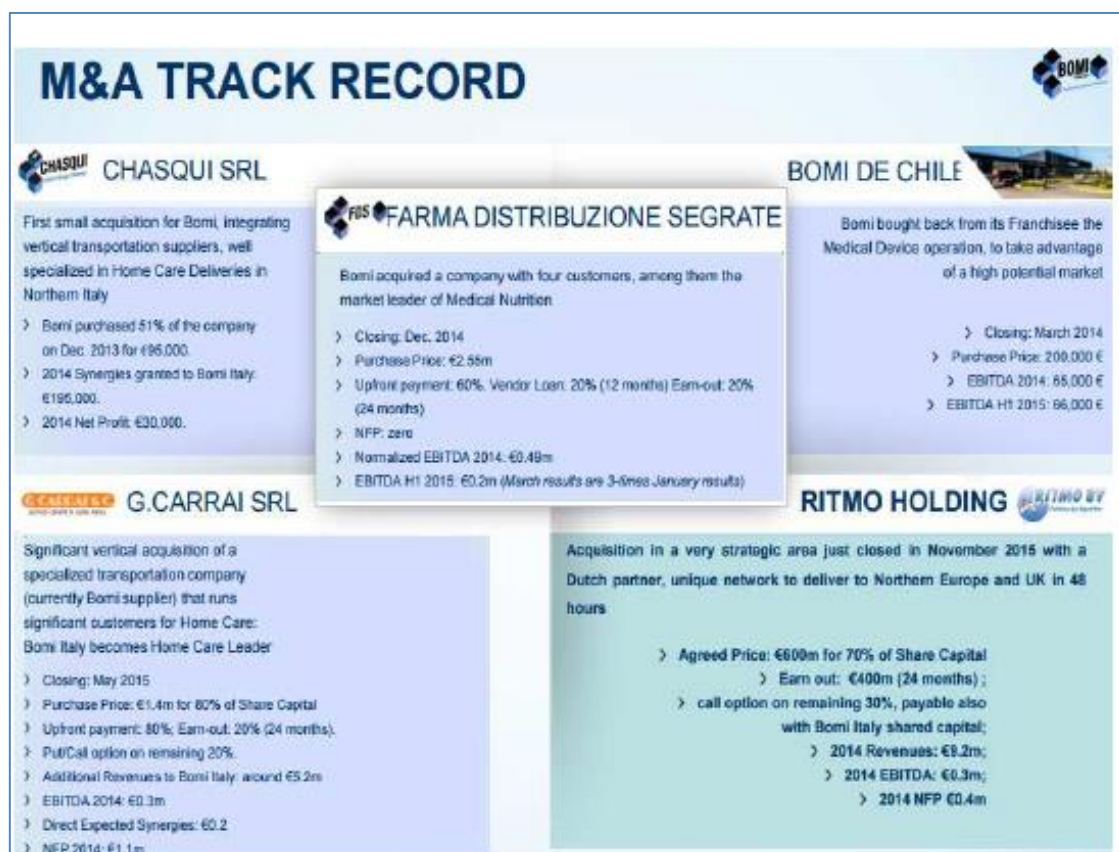 M&A TRACK RECORD
BOMI
CHASQUI
CHASQUI SRL
First small acquisition for Bomi, integrating
vertical transportation suppliers, well
specialized in Home Care Deliveries in
Northern Italy
> Bomi purchased 51% of the company
on Dec. 2013 for €95,000.
> 2014 Synergies granted to Bomi Italy:
€195,000.
> 2014 Net Profit: €30,000.
FDS
FARMA DISTRIBUZIONE SEGRATE
Bomi acquired a company with four customers, among them the
market leader of Medical Nutrition
> Closing: Dec. 2014
> Purchase Price: €2.55m
> Upfront payment: 60%. Vendor Loan: 20% (12 months) Earn-out: 20%
(24 months)
> NFP: zero
> Normalized EBITDA 2014: €0.49m
> EBITDA H1 2015: €0.2m (March results are 3-times January results)
BOMI DE CHILE
Bomi bought back from its Franchisee the
Medical Device operation, to take advantage
of a high potential market
> Closing: March 2014
> Purchase Price: 200,000 €
> EBITDA 2014: 65,000 €
> EBITDA H1 2015: 66,000 €
G.CARRAI & C
G.CARRAI SRL
Significant vertical acquisition of a
specialized transportation company
(currently Bomi supplier) that runs
significant customers for Home Care:
Bomi Italy becomes Home Care Leader
> Closing: May 2015
> Purchase Price: €1.4m for 80% of Share Capital
> Upfront payment: 80%; Earn-out: 20% (24 months).
> Put/Call option on remaining 20%.
> Additional Revenues to Bomi Italy: around €5.2m
> EBITDA 2014: €0.3m
> Direct Expected Synergies: €0.2
> NFP 2014: €1.1m
RITMO HOLDING
RITMO BV
Acquisition in a very strategic area just closed in November 2015 with a
Dutch partner, unique network to deliver to Northern Europe and UK in 48
hours
> Agreed Price: €600m for 70% of Share Capital
> Earn out: €400m (24 months) ;
> call option on remaining 30%, payable also
with Bomi Italy shared capital;
> 2014 Revenues: €9.2m;
> 2014 EBITDA: €0.3m;
> 2014 NFP €0.4m